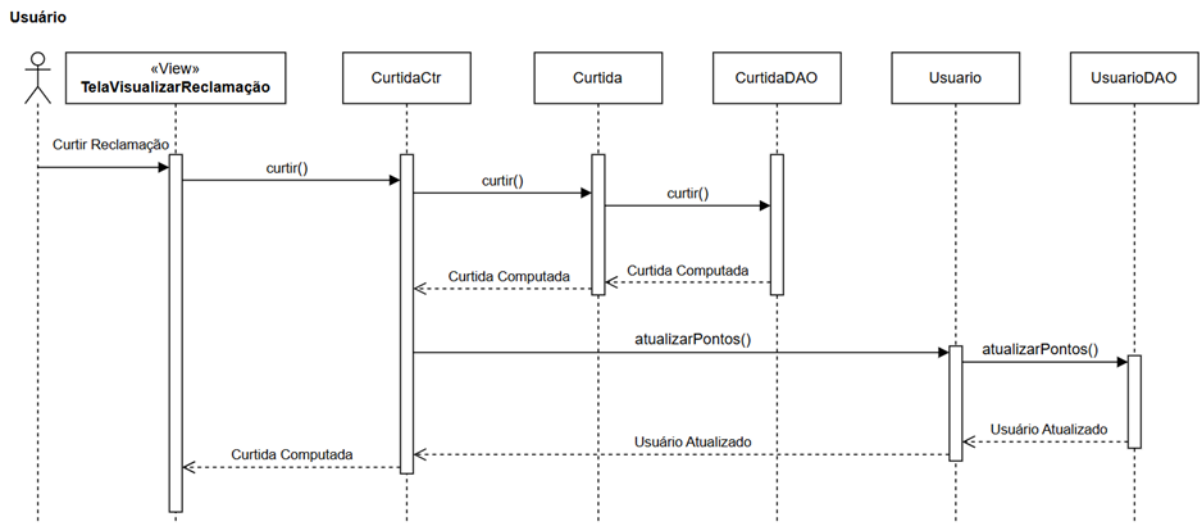 Usuário
«View»
TelaVisualizarReclamação
CurtidaCtr
Curtida
CurtidaDAO
Usuario
UsuarioDAO
Curtir Reclamação
curtir()
curtir()
curtir()
Curtida Computada
Curtida Computada
atualizarPontos()
atualizarPontos()
Usuário Atualizado
Usuário Atualizado
Curtida Computada